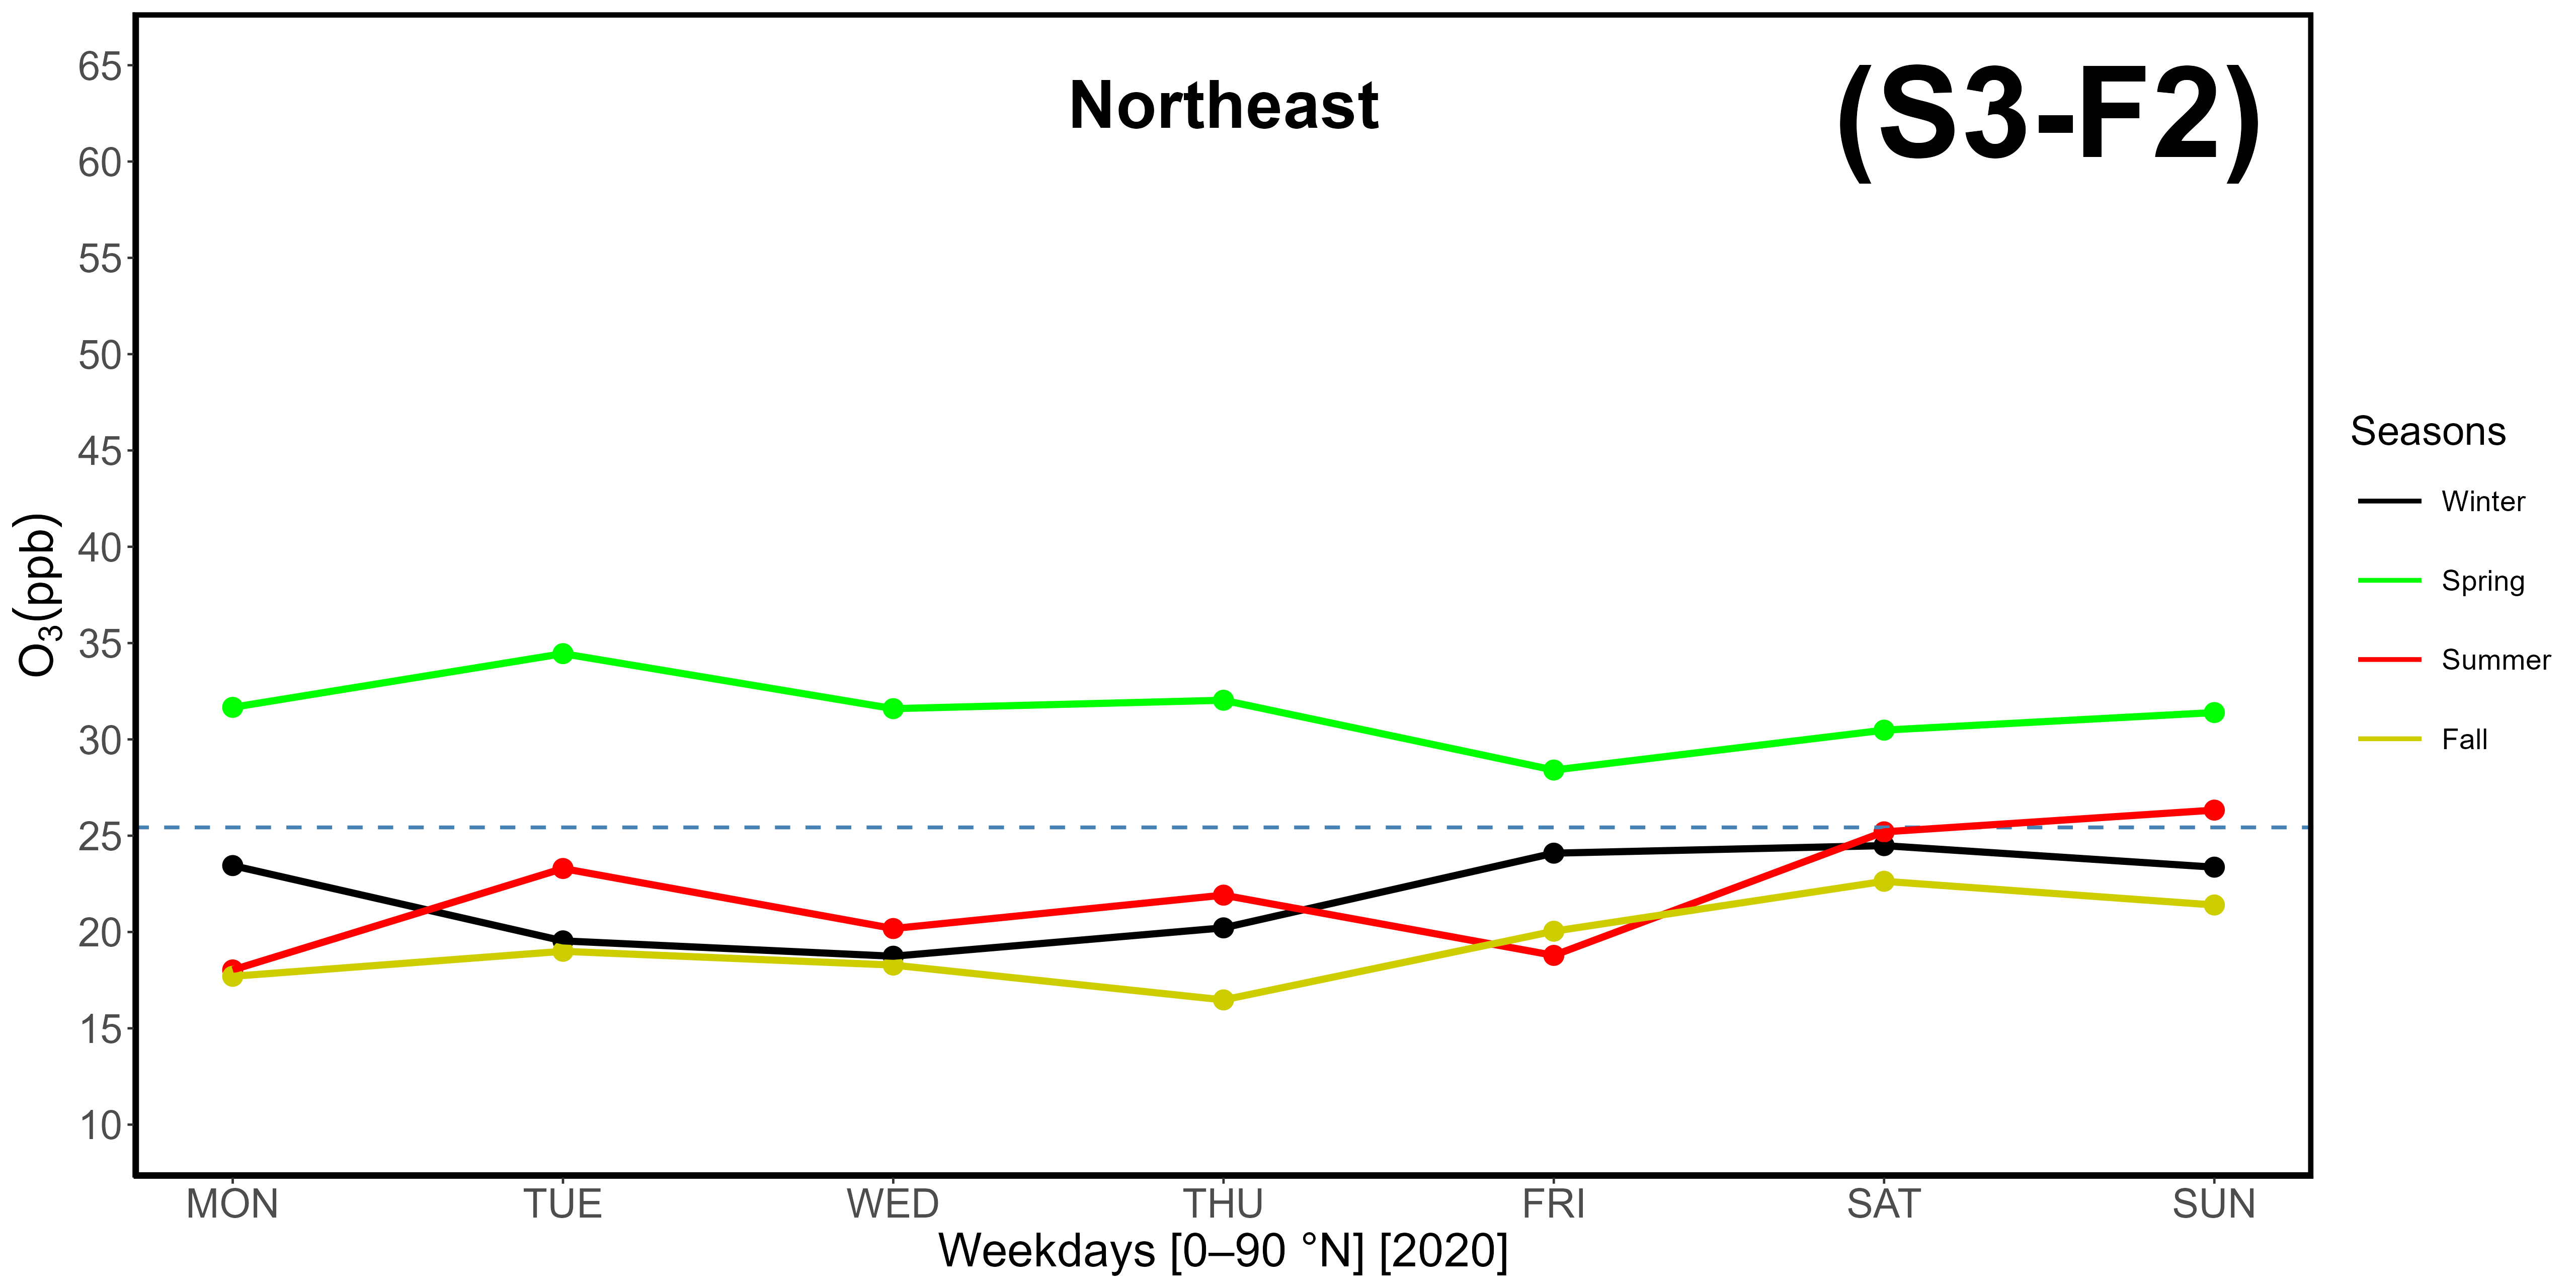 Northeast
(S3-F2)
65
60
55
50
45
40
35
30
25
20
15
10
O₃(ppb)
MON TUE WED THU FRI SAT SUN
Weekdays [0–90 °N] [2020]
Seasons
Winter
Spring
Summer
Fall